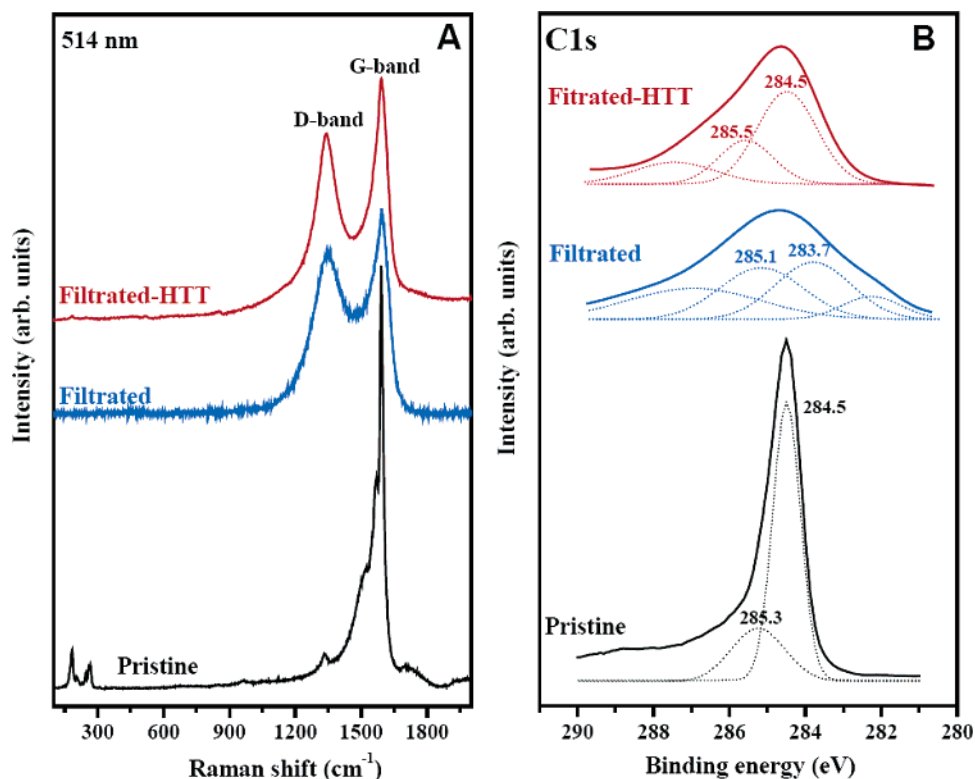 514 nm
A
G-band
D-band
Filtrated-HTT
Filtrated
Pristine
Intensity (arb. units)
300 600 900 1200 1500 1800
Raman shift (cm⁻¹)
C1s
B
284.5
Fitrated-HTT
285.5
Filtrated
285.1
283.7
284.5
285.3
Pristine
Intensity (arb. units)
290 288 286 284 282 280
Binding energy (eV)